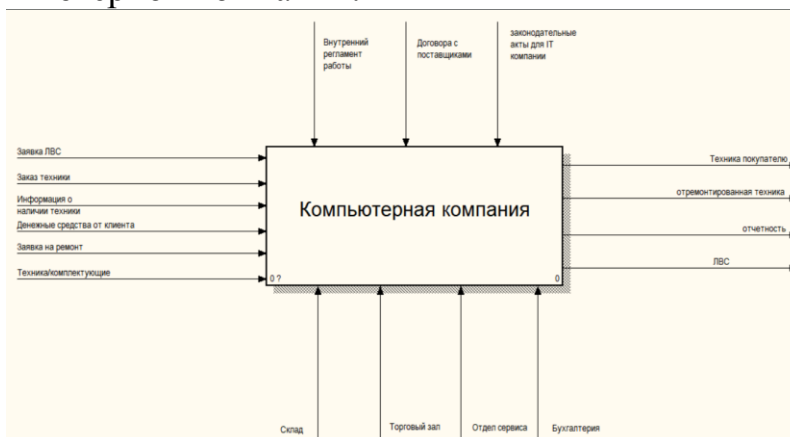 Внутренний
регламент
работы
Договора с
поставщиками
законодательные
акты для IT
компании
Заявка ЛВС
Заказ техники
Информация о
наличии техники
Денежные средства от клиента
Заявка на ремонт
Техника/комплектующие
Компьютерная компания
0 ?
0
Техника покупателю
отремонтированная техника
отчетность
ЛВС
Склад
Торговый зал
Отдел сервиса
Бухгалтерия